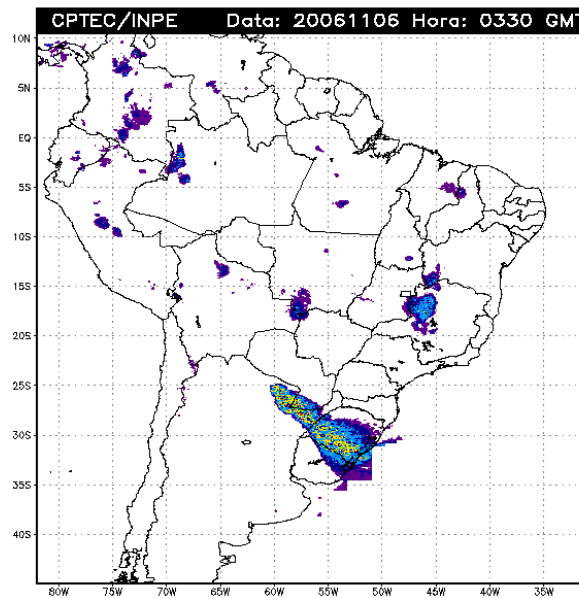 CPTEC/INPE Data: 20061106 Hora: 0330 GMT
10N
5N
EQ
5S
10S
15S
20S
25S
30S
35S
40S
80W 75W 70W 65W 60W 55W 50W 45W 40W 35W